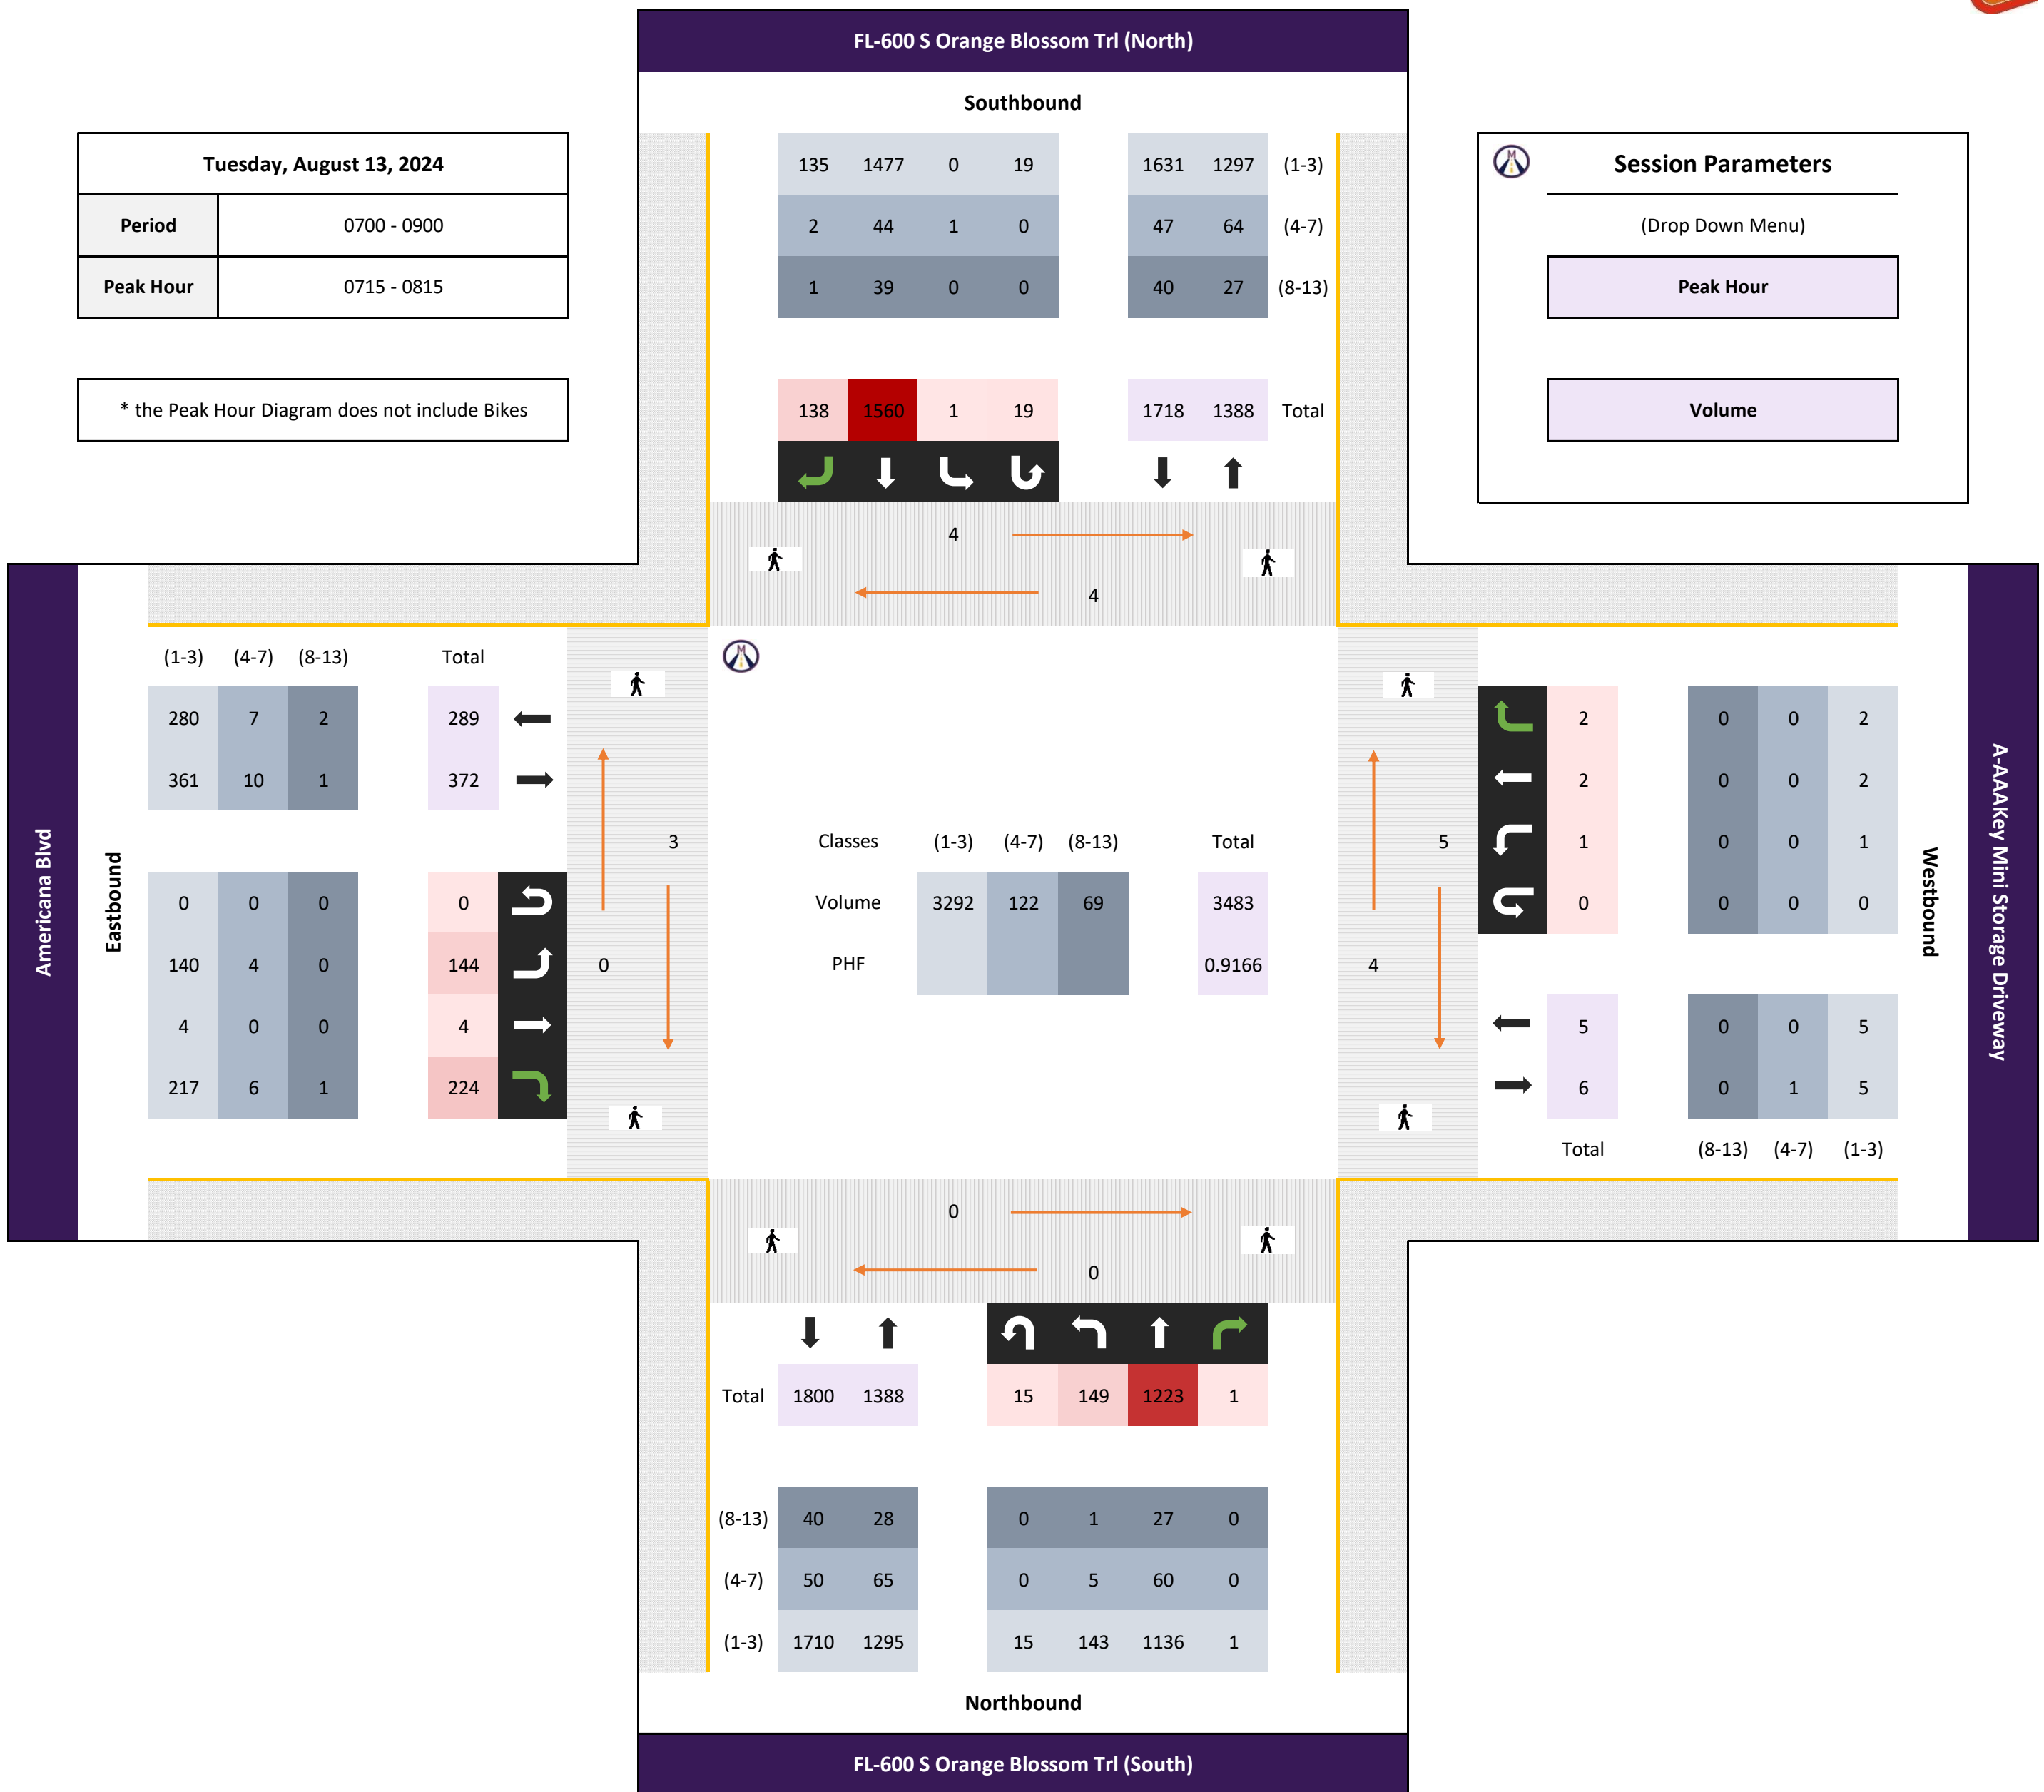 FL-600 S Orange Blossom Trl (North)
Southbound
Tuesday, August 13, 2024
Period 0700 - 0900
Peak Hour 0715 - 0815
* the Peak Hour Diagram does not include Bikes
135 1477 0 19 1631 1297 (1-3)
2 44 1 0 47 64 (4-7)
1 39 0 0 40 27 (8-13)
138 1560 1 19 1718 1388 Total
M
Session Parameters
(Drop Down Menu)
Peak Hour
Volume
4
4
Americana Blvd
Eastbound
(1-3) (4-7) (8-13) Total
280 7 2 289
361 10 1 372
0 0 0 0
140 4 0 144
4 0 0 4
217 6 1 224
3
0
M
Classes (1-3) (4-7) (8-13) Total
Volume 3292 122 69 3483
PHF 0.9166
5
4
2 0 0 2
2 0 0 2
1 0 0 1
0 0 0 0
5 0 0 5
6 0 1 5
Total (8-13) (4-7) (1-3)
Westbound
A-AAAKey Mini Storage Driveway
0
0
Total 1800 1388 15 149 1223 1
(8-13) 40 28 0 1 27 0
(4-7) 50 65 0 5 60 0
(1-3) 1710 1295 15 143 1136 1
Northbound
FL-600 S Orange Blossom Trl (South)